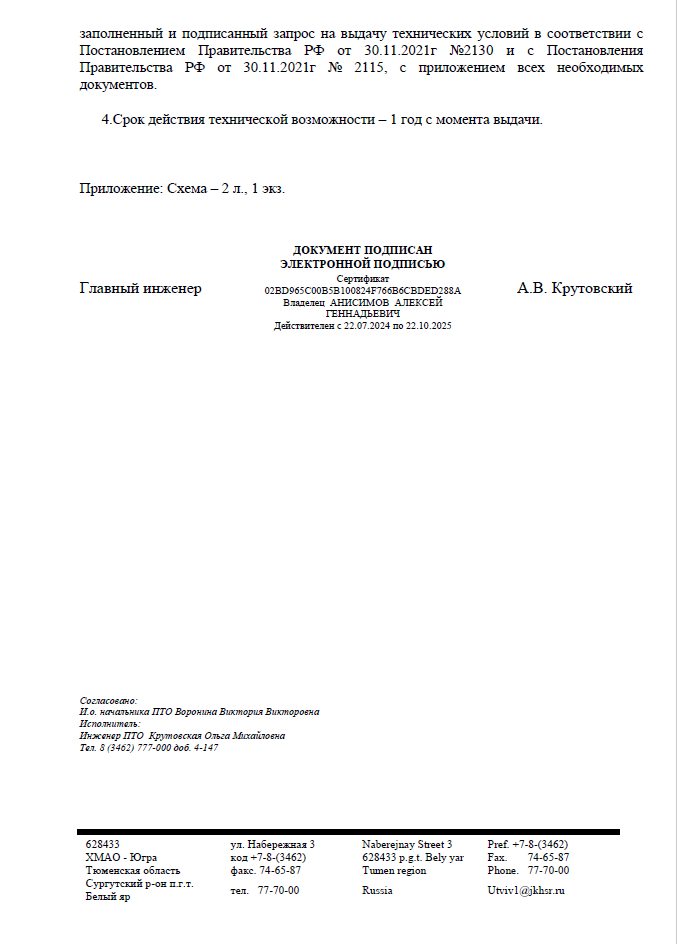 заполненный и подписанный запрос на выдачу технических условий в соответствии с
Постановлением Правительства РФ от 30.11.2021г №2130 и с Постановления
Правительства РФ от 30.11.2021г № 2115, с приложением всех необходимых
документов.
4.Срок действия технической возможности – 1 год с момента выдачи.
Приложение: Схема – 2 л., 1 экз.
ДОКУМЕНТ ПОДПИСАН
ЭЛЕКТРОННОЙ ПОДПИСЬЮ
Сертификат
Главный инженер 02BD965C00B5B100824F766B6CBDED288A А.В. Крутовский
Владелец АНИСИМОВ АЛЕКСЕЙ
ГЕННАДЬЕВИЧ
Действителен с 22.07.2024 по 22.10.2025
Согласовано:
И.о. начальника ПТО Воронина Виктория Викторовна
Исполнитель:
Инженер ПТО Крутовская Ольга Михайловна
Тел. 8 (3462) 777-000 доб. 4-147
628433 ул. Набережная 3 Naberejnay Street 3 Pref. +7-8-(3462)
ХМАО - Югра код +7-8-(3462) 628433 p.g.t. Bely yar Fax. 74-65-87
Тюменская область факс. 74-65-87 Tumen region Phone. 77-70-00
Сургутский р-он п.г.т.
Белый яр тел. 77-70-00 Russia Utviv1@jkhsr.ru